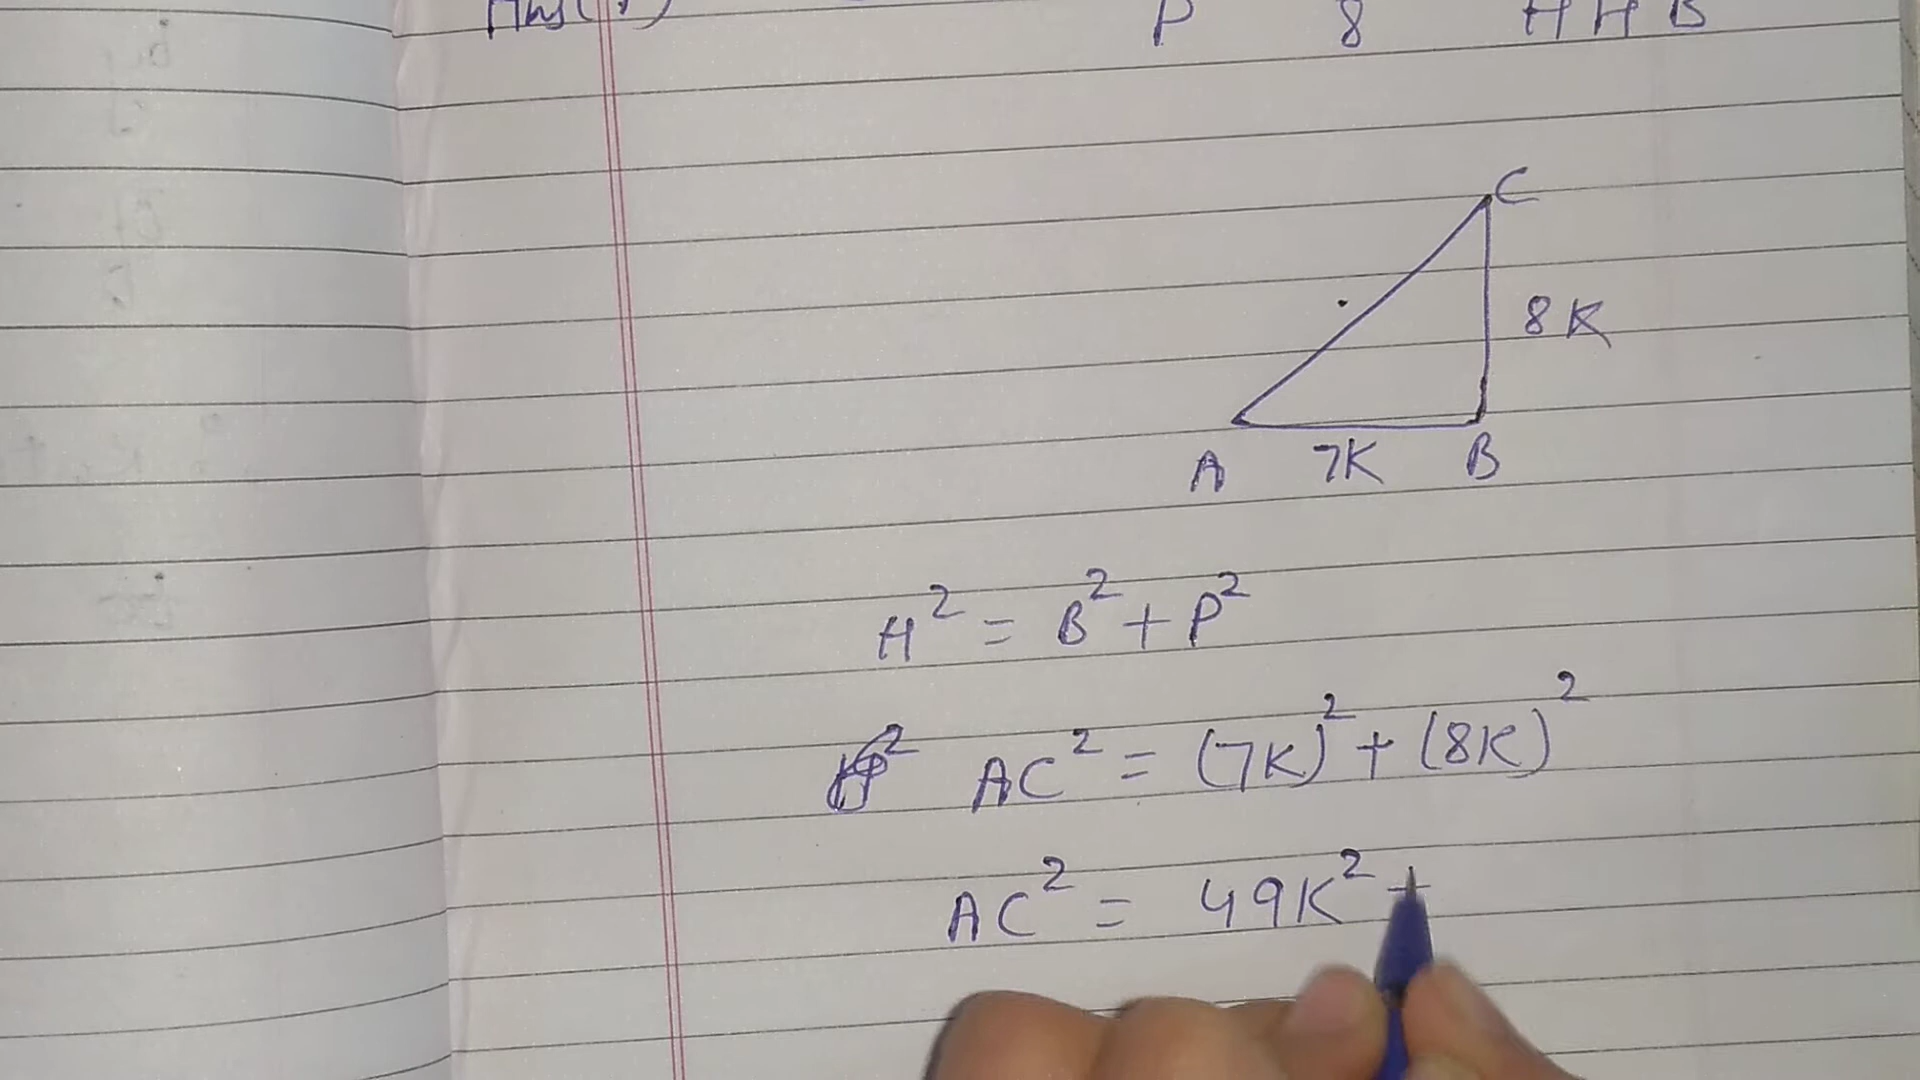 P 8 H H B
C
8K
A 7K B
H² = B² + P²
AC² = (7K)² + (8K)²
AC² = 49K² +